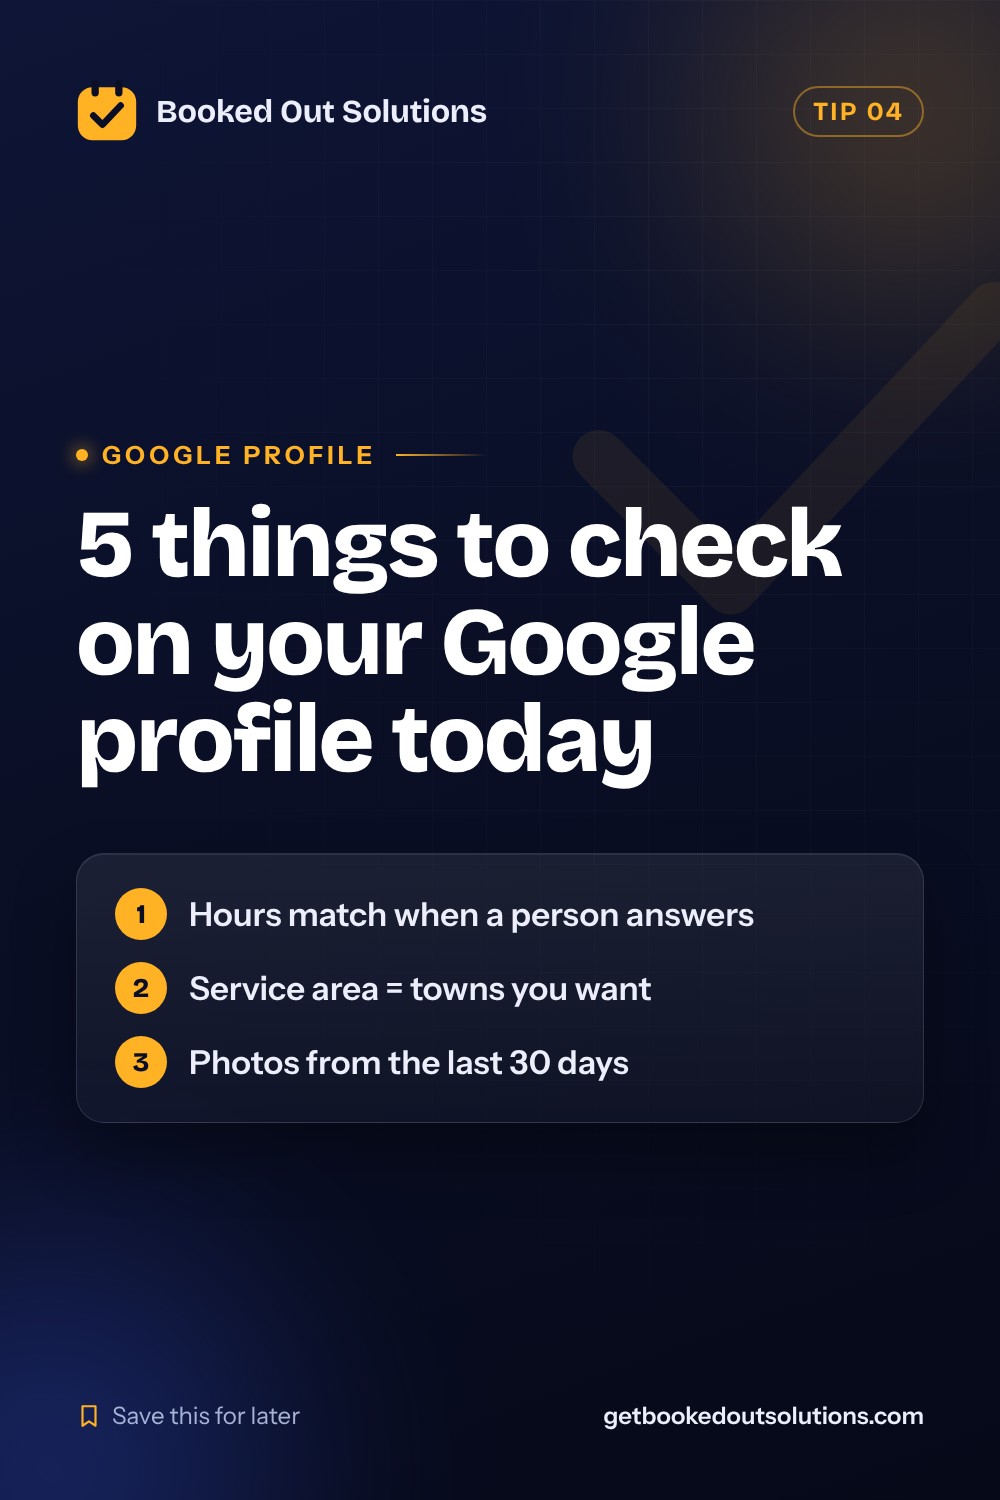 Booked Out Solutions
TIP 04
GOOGLE PROFILE
5 things to check
on your Google
profile today
1 Hours match when a person answers
2 Service area = towns you want
3 Photos from the last 30 days
Save this for later
getbookedoutsolutions.com